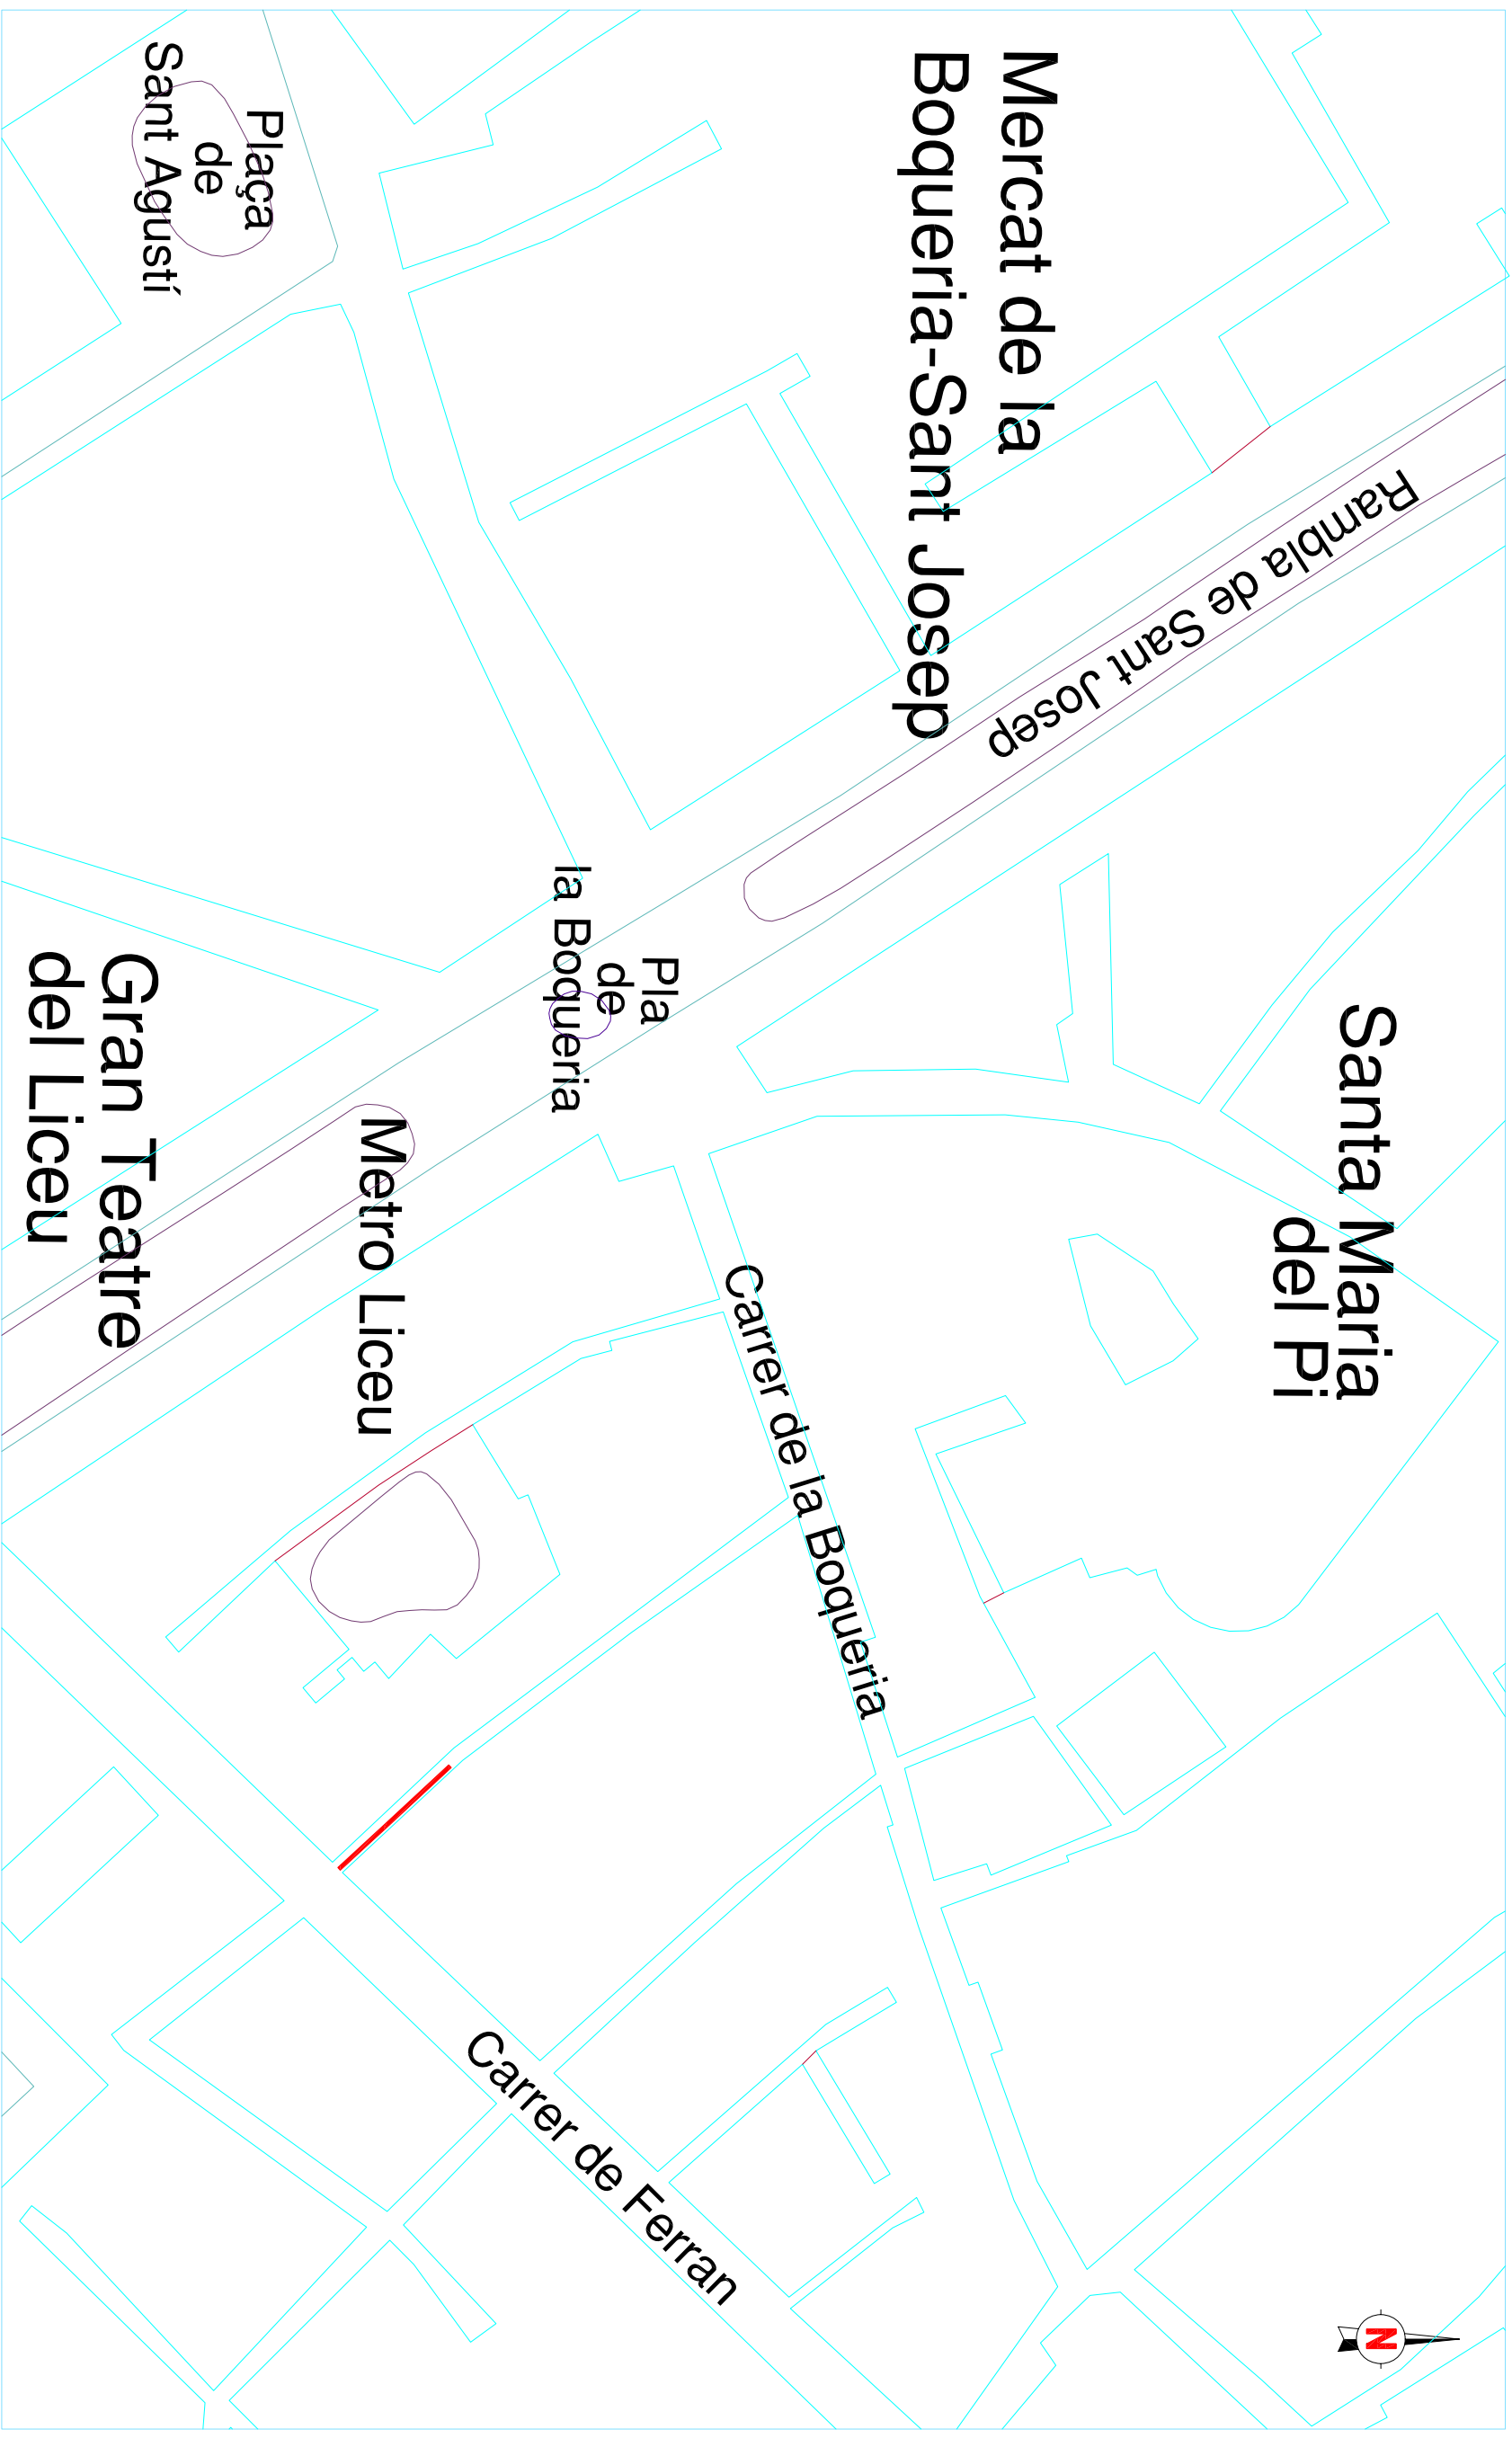 Mercat de la
Boqueria-Sant Josep
Plaça
de
Sant Agustí
Rambla de Sant Josep
Pla
de
la Boqueria
Santa Maria
del Pi
Gran Teatre
del Liceu
Metro Liceu
Carrer de la Boqueria
Carrer de Ferran
N